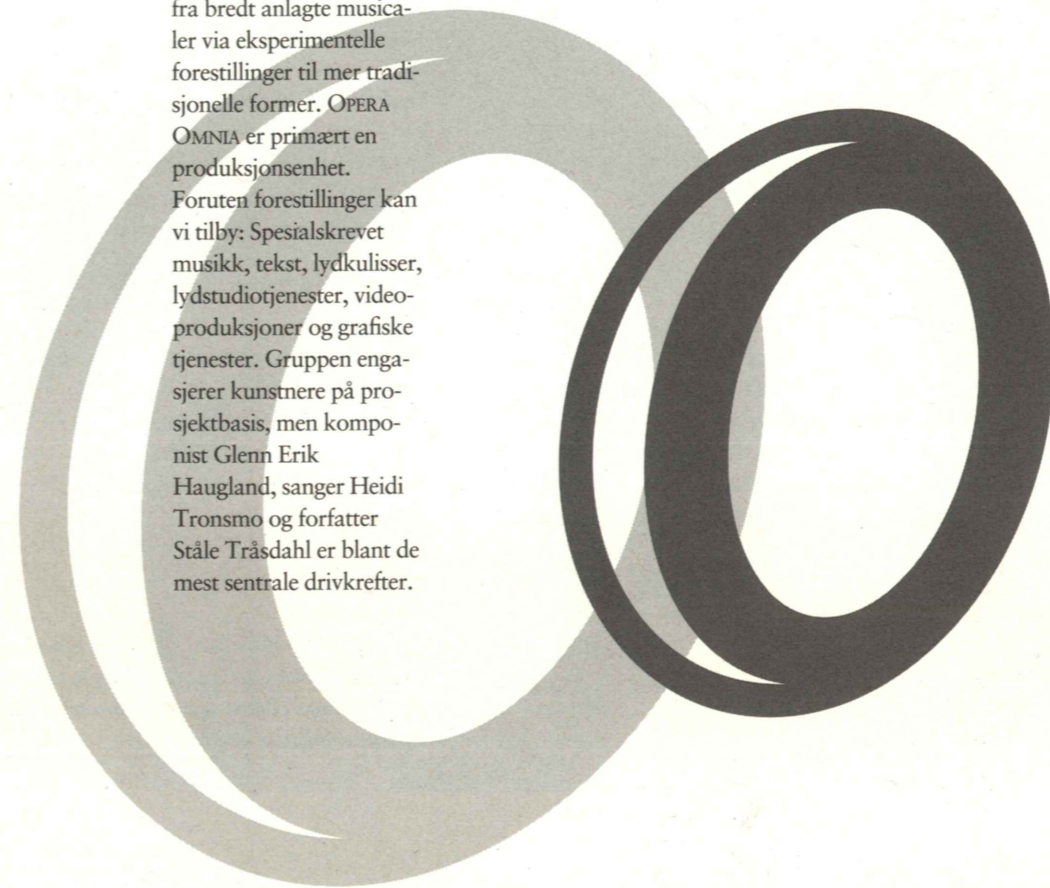 fra bredt anlagte musica-
ler via eksperimentelle
forestillinger til mer tradi-
sjonelle former. OPERA
OMNIA er primært en
produksjonsenhet.
Foruten forestillinger kan
vi tilby: Spesialskrevet
musikk, tekst, lydkulisser,
lydstudiotjenester, video-
produksjoner og grafiske
tjenester. Gruppen enga-
sjerer kunstnere på pro-
sjektbasis, men kompo-
nist Glenn Erik
Haugland, sanger Heidi
Tronsmo og forfatter
Ståle Tråsdahl er blant de
mest sentrale drivkrefter.